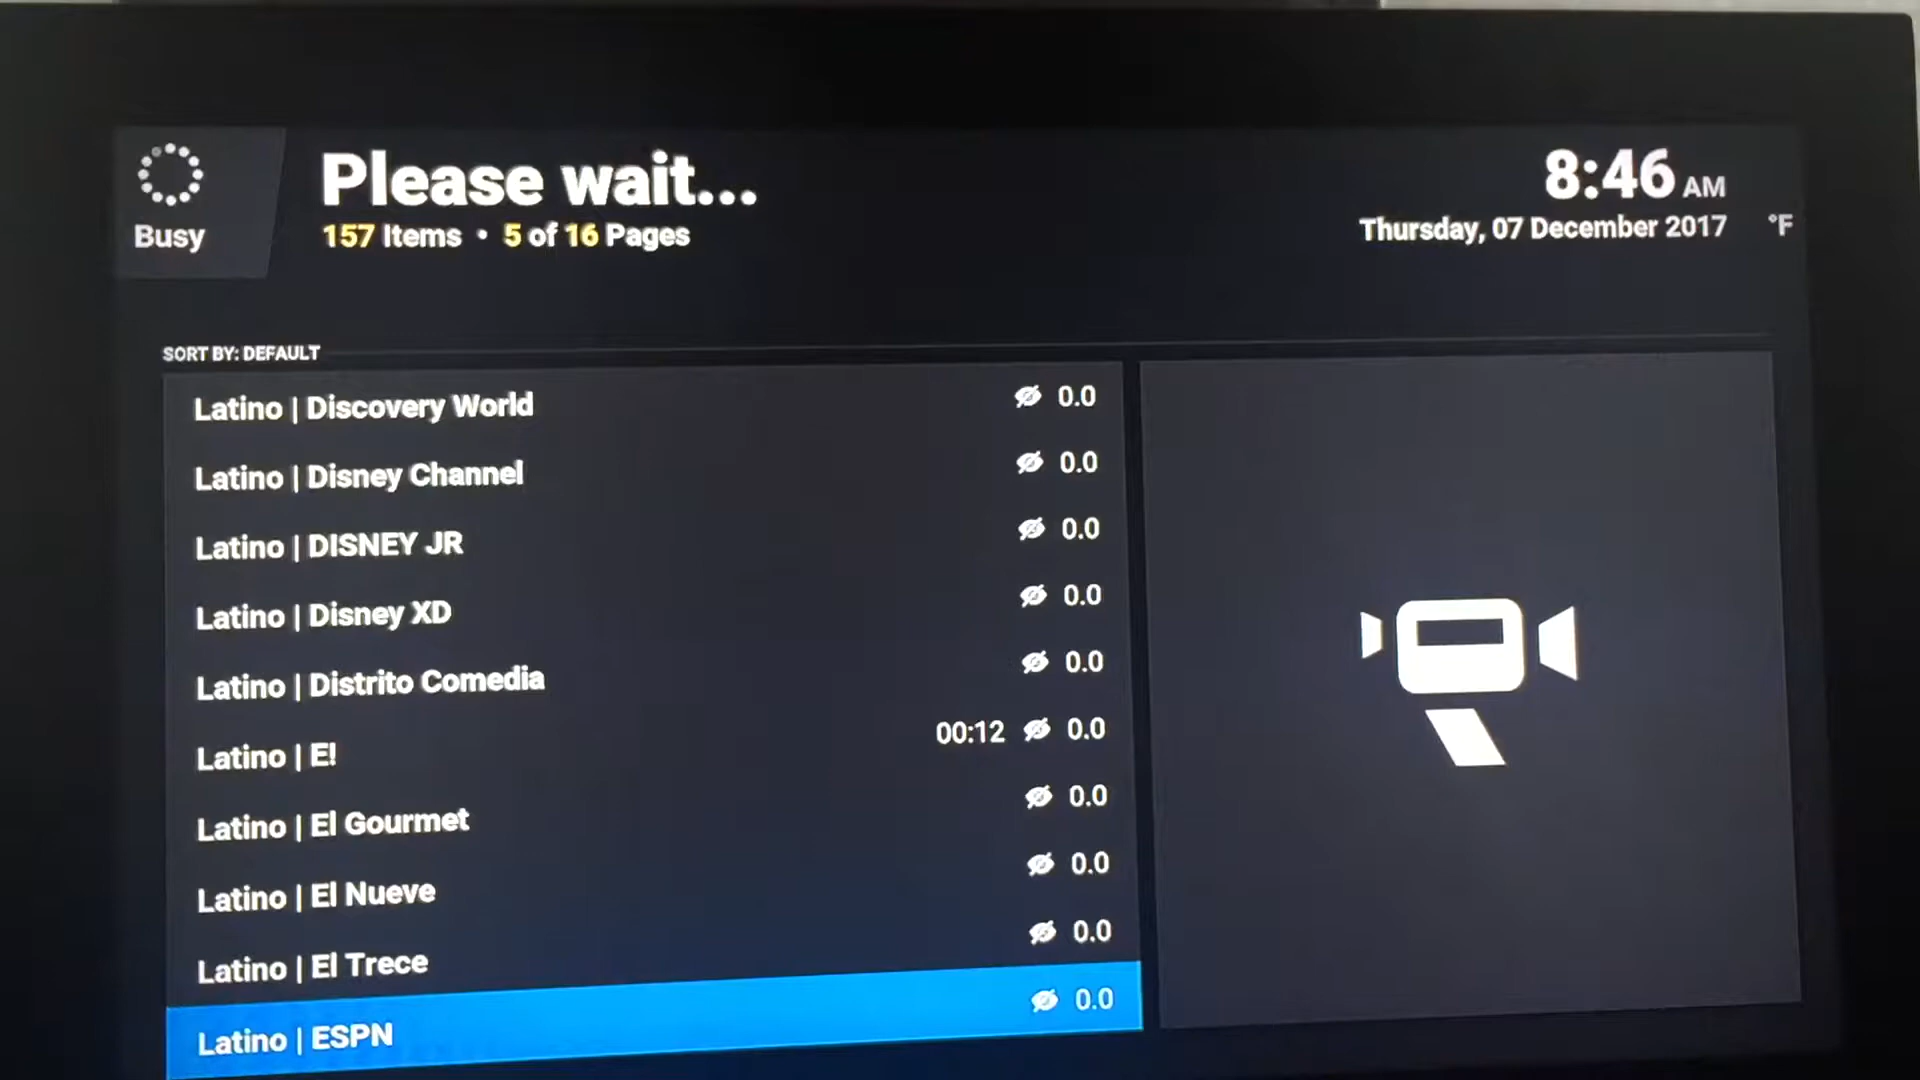 Busy
Please wait...
157 Items • 5 of 16 Pages
8:46 AM
Thursday, 07 December 2017 °F
SORT BY: DEFAULT
Latino | Discovery World 0.0
Latino | Disney Channel 0.0
Latino | DISNEY JR 0.0
Latino | Disney XD 0.0
Latino | Distrito Comedia 0.0
Latino | E! 00:12 0.0
Latino | El Gourmet 0.0
Latino | El Nueve 0.0
Latino | El Trece 0.0
Latino | ESPN 0.0